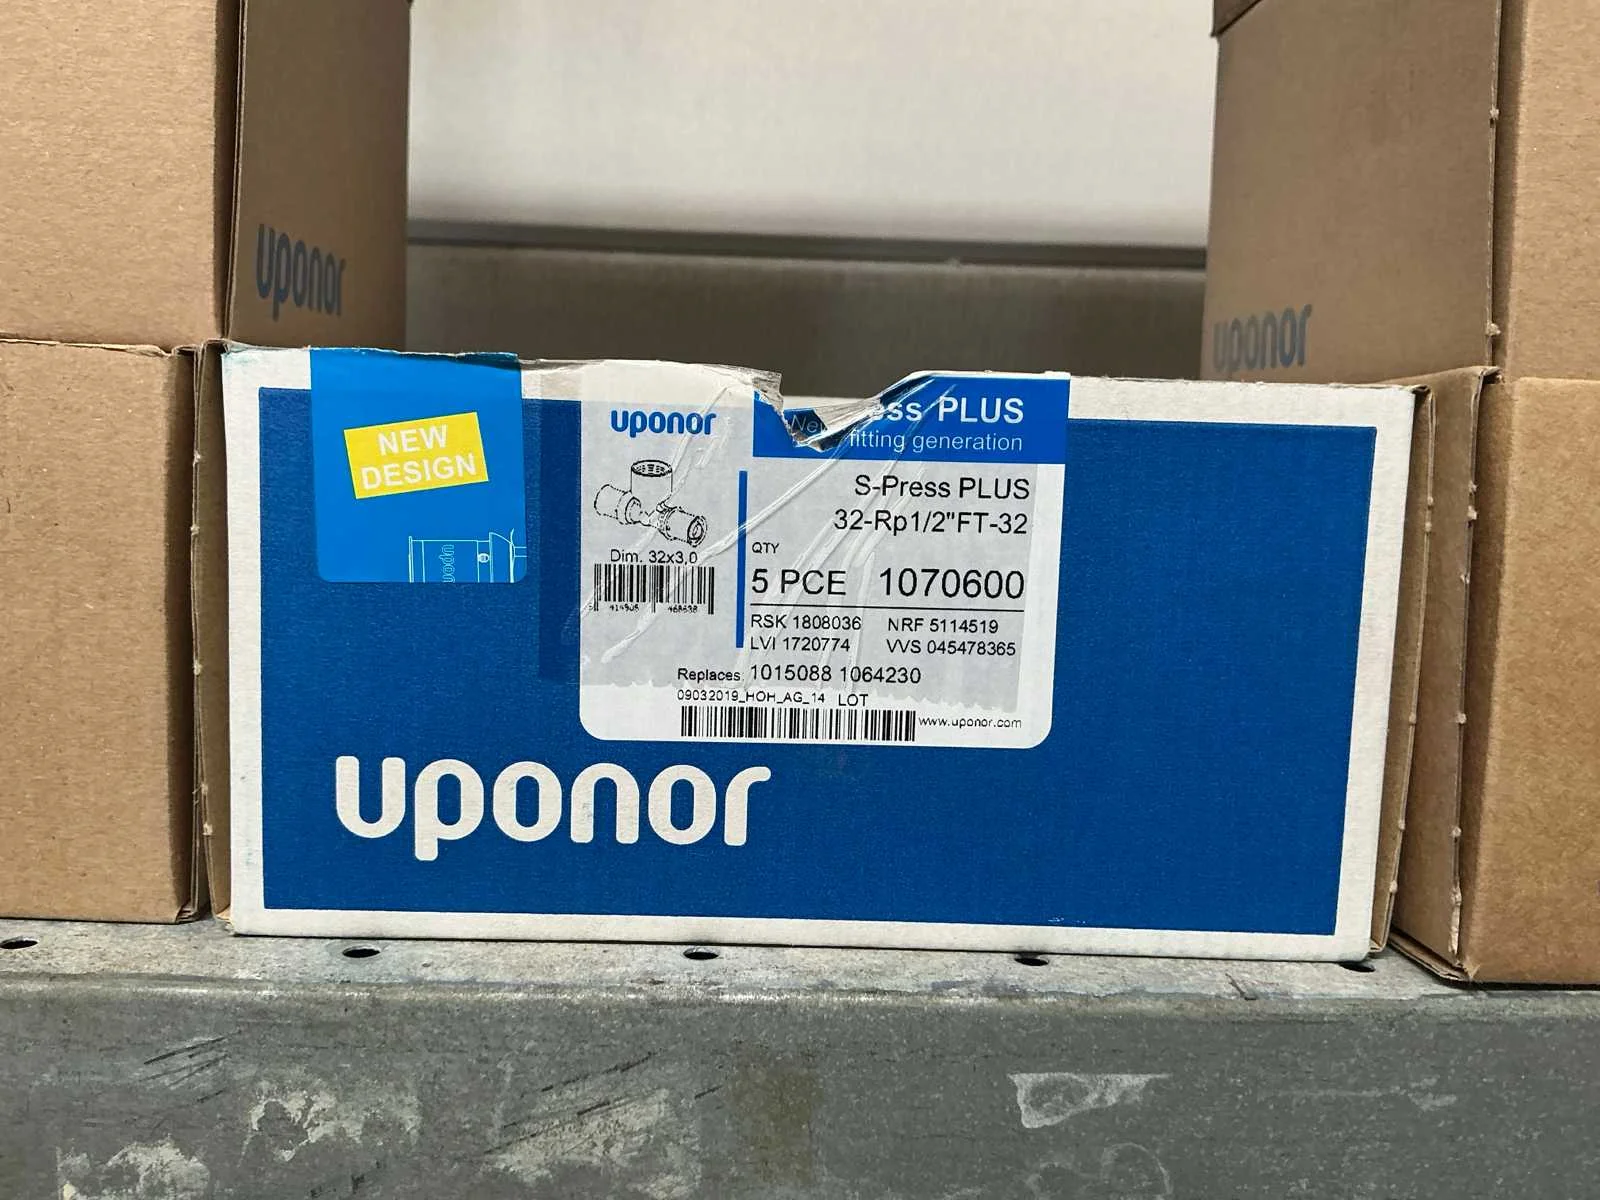 uponor
uponor
NEW
DESIGN
uponor
uponor
New
ess PLUS
fitting generation
S-Press PLUS
32-Rp1/2"FT-32
Dim. 32x3,0
QTY
5 PCE 1070600
RSK 1808036 NRF 5114519
LVI 1720774 VVS 045478365
Replaces: 1015088 1064230
09032019_HOH_AG_14 LOT
www.uponor.com
uponor